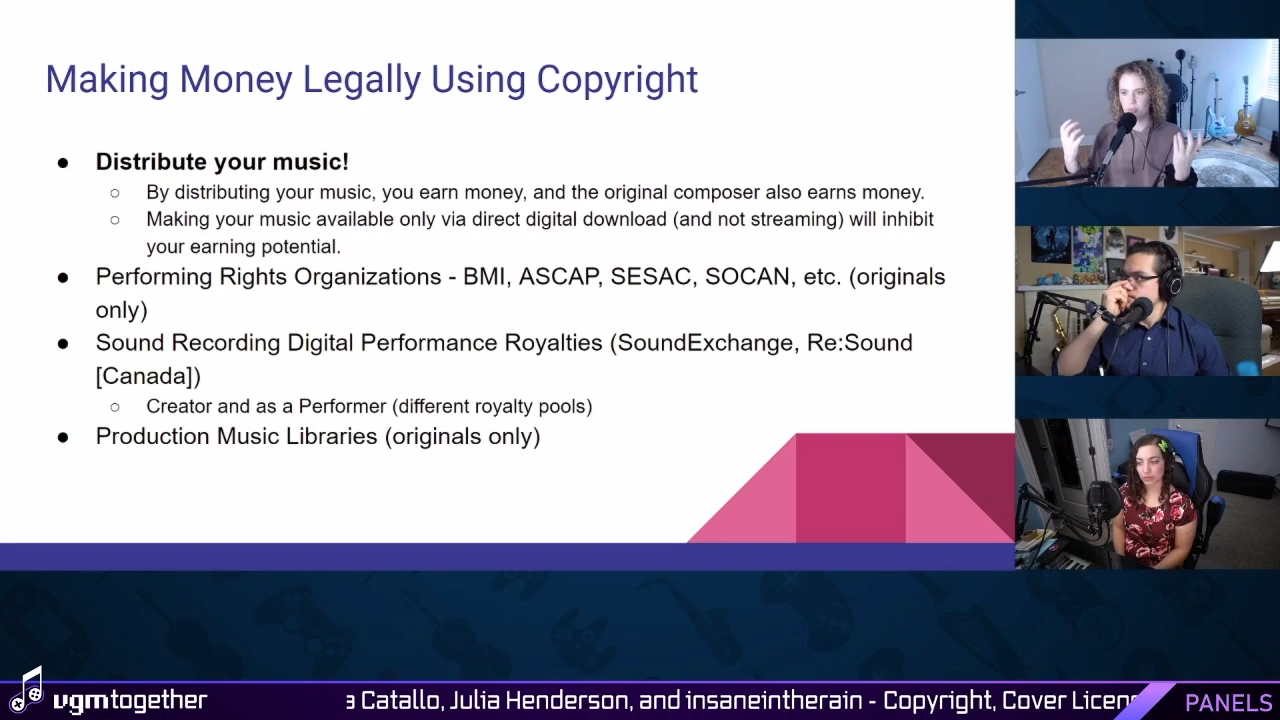 Making Money Legally Using Copyright
● Distribute your music!
○ By distributing your music, you earn money, and the original composer also earns money.
○ Making your music available only via direct digital download (and not streaming) will inhibit
your earning potential.
● Performing Rights Organizations - BMI, ASCAP, SESAC, SOCAN, etc. (originals
only)
● Sound Recording Digital Performance Royalties (SoundExchange, Re:Sound
[Canada])
○ Creator and as a Performer (different royalty pools)
● Production Music Libraries (originals only)
vgmtogether
Catallo, Julia Henderson, and insaneintherain - Copyright, Cover
PANELS